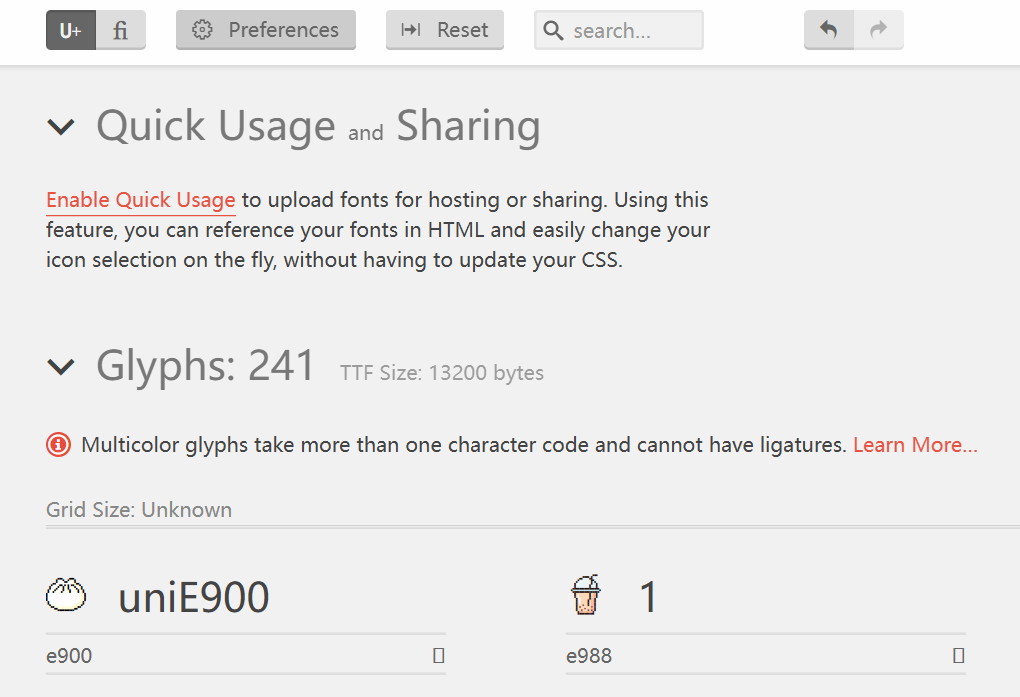 U+ fi Preferences Reset search...
Quick Usage and Sharing
Enable Quick Usage to upload fonts for hosting or sharing. Using this
feature, you can reference your fonts in HTML and easily change your
icon selection on the fly, without having to update your CSS.
Glyphs: 241 TTF Size: 13200 bytes
Multicolor glyphs take more than one character code and cannot have ligatures. Learn More...
Grid Size: Unknown
uniE900 1
e900 e988